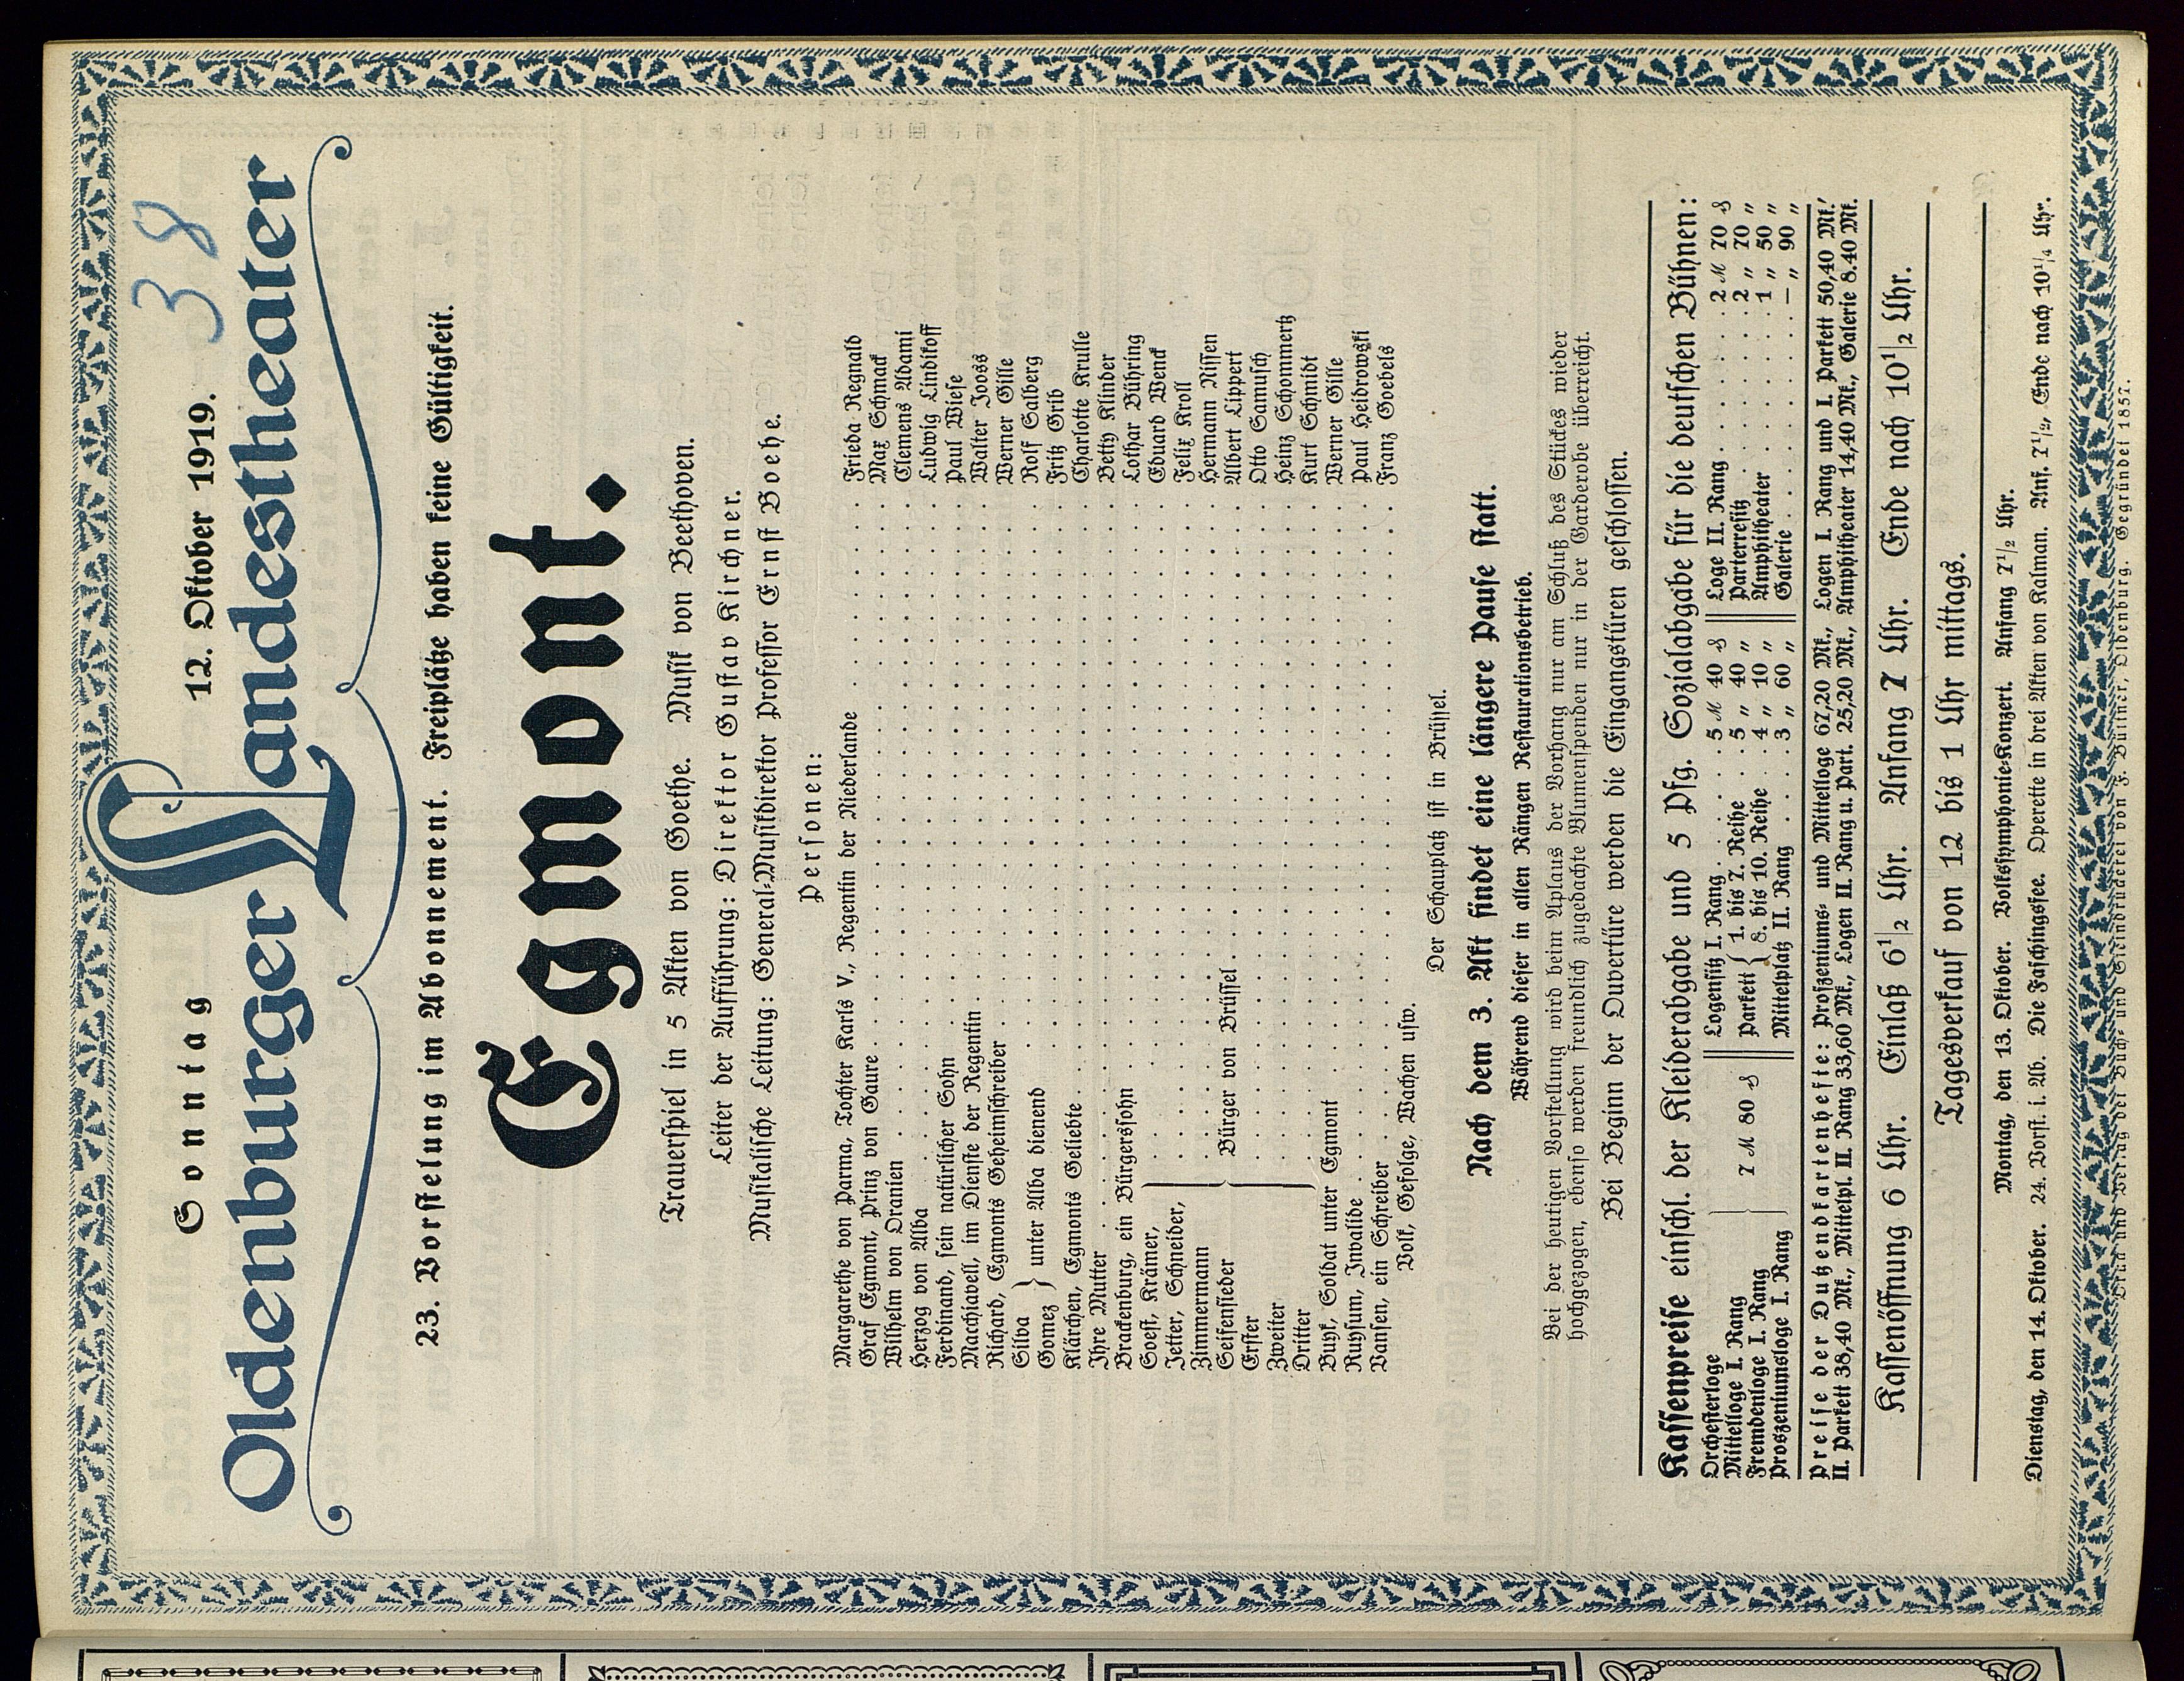 38
Sonntag 12. Oktober 1919.
Oldenburger Landestheater
23. Vorstelung im Abonnement. Freiplätze haben keine Gültigkeit.
Egmont.
Trauerspiel in 5 Akten von Goethe. Musik von Beethoven.
Leiter der Aufführung: Direktor Gustav Kirchner.
Musikalische Leitung: General-Musikdirektor Professor Ernst Boehe.
Personen:
Margarethe von Parma, Tochter Karls V., Regentin der Niederlande . . . . Frieda Regnald
Graf Egmont, Prinz von Gaure . . . . Max Schmack
Wilhelm von Oranien . . . . Clemens Adami
Herzog von Alba . . . . Ludwig Lindikoff
Ferdinand, sein natürlicher Sohn . . . . Paul Wiese
Macchiavell, im Dienste der Regentin . . . . Walter Jooss
Richard, Egmonts Geheimschreiber . . . . Werner Gille
Silva } unter Alba dienend . . . . Rolf Salberg
Gomez } . . . . Fritz Grib
Klärchen, Egmonts Geliebte . . . . Charlotte Krulle
Ihre Mutter . . . . Betty Klinder
Brackenburg, ein Bürgersohn . . . . Lothar Bühring
Soest, Krämer, . . . . Eduard Wenck
Jetter, Schneider, . . . . Felix Kroll
Zimmermann . . . . Hermann Nissen
Seifensieder } Bürger von Brüssel . . . . Albert Lippert
Erster . . . . Otto Samusch
Zweiter . . . . Heinz Schommertz
Dritter . . . . Kurt Schmidt
Buyk, Soldat unter Egmont . . . . Werner Gille
Ruysum, Invalide . . . . Paul Heidrowski
Vansen, ein Schreiber . . . . Franz Goebels
Volk, Gefolge, Wachen usw.
Der Schauplatz ist in Brüssel.
Nach dem 3. Akt findet eine längere Pause statt.
Während dieser in allen Rängen Restaurationsbetrieb.
Bei der heutigen Vorstellung wird beim Aplaus der Vorhang nur am Schluß des Stückes wieder
hochgezogen, ebenso werden freundlich zugedachte Blumenspenden nur in der Garderobe überreicht.
Bei Beginn der Ouvertüre werden die Eingangstüren geschlossen.
Kassenpreise einschl. der Kleiderabgabe und 5 Pfg. Sozialabgabe für die deutschen Bühnen:
Orchesterloge
Mittelloge I. Rang
Fremdenloge I. Rang
Proszeniumsloge I. Rang } 7 M 80 ₰
Logensitz I. Rang . . . . 5 M 40 ₰
Parkett { 1. bis 7. Reihe . . 5 " 40 "
8. bis 10. Reihe . . 4 " 10 "
Mittelplatz II. Rang . . . 3 " 60 "
Loge II. Rang . . . . 2 M 70 ₰
Parterresitz . . . . 2 " 70 "
Amphitheater . . . . 1 " 50 "
Galerie . . . . — " 90 "
Preise der Dutzendkartenhefte:Proszeniums- und Mittelloge 67,20 Mk., Logen I. Rang und I. Parkett 50,40 Mk.
II. Parkett 38,40 Mk., Mittelpl. II. Rang 33,60 Mk., Logen II. Rang u. Part. 25,20 Mk., Amphitheater 14,40 Mk., Galerie 8.40 Mk.
Kassenöffnung 6 Uhr. Einlaß 6 1/2 Uhr. Anfang 7 Uhr. Ende nach 10 1/2 Uhr.
Tagesverkauf von 12 bis 1 Uhr mittags.
Montag, den 13. Oktober. Volkssymphonie-Konzert. Anfang 7 1/2 Uhr.
Dienstag, den 14. Oktober. 24. Vorst. i. Ab. Die Faschingsfee. Operette in drei Akten von Kalman. Anf. 7 1/2, Ende nach 10 1/4 Uhr.
Druck und Verlag der Buch- und Steindruckerei von F. Büttner, Oldenburg. Gegründet 1857.